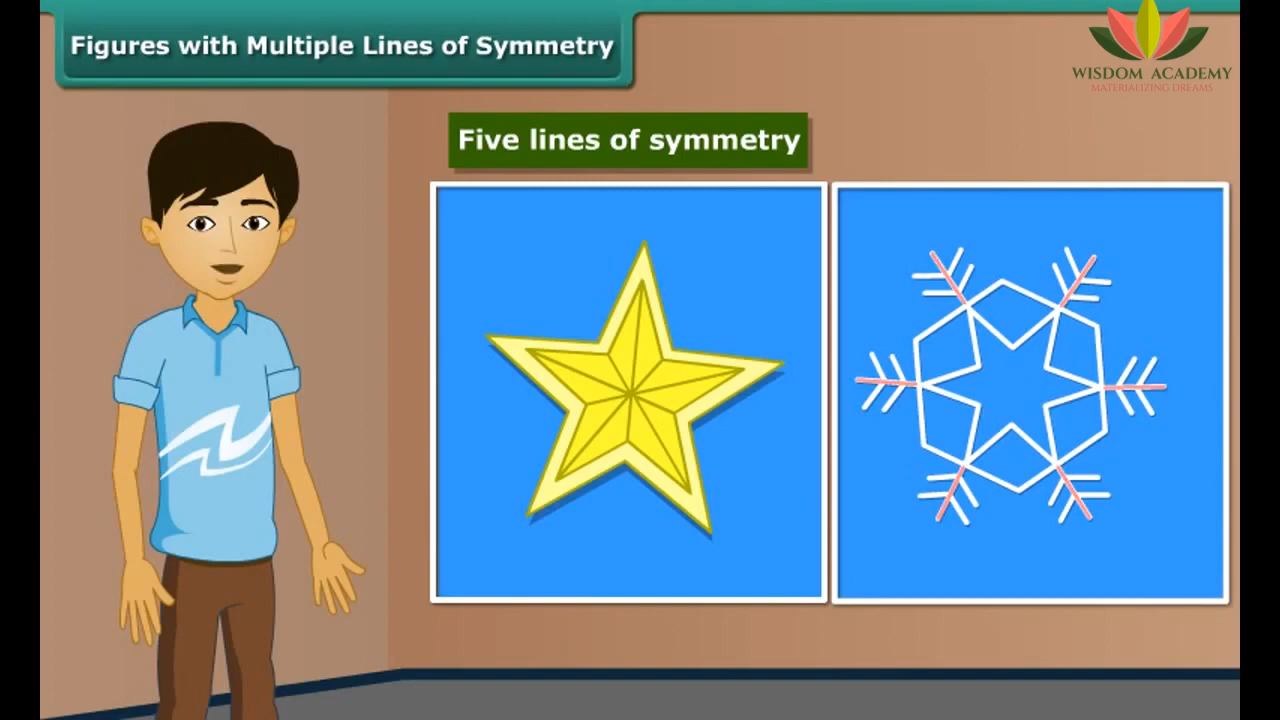 Figures with Multiple Lines of Symmetry
WISDOM ACADEMY
MATERIALIZING DREAMS
Five lines of symmetry